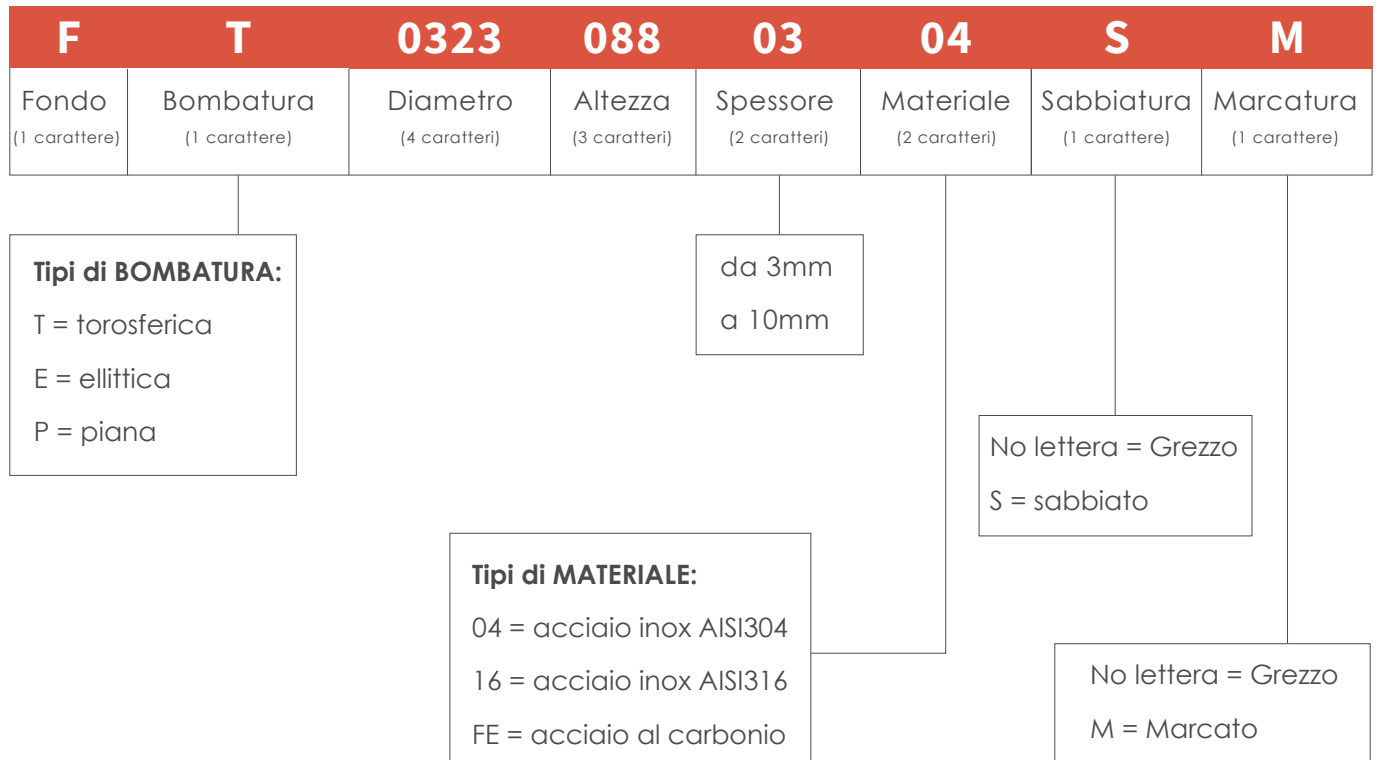 F T 0323 088 03 04 S M
Fondo Bombatura Diametro Altezza Spessore Materiale Sabbiatura Marcatura
(1 carattere) (1 carattere) (4 caratteri) (3 caratteri) (2 caratteri) (2 caratteri) (1 carattere) (1 carattere)
Tipi di BOMBATURA:
T = torosferica
E = ellittica
P = piana
da 3mm
a 10mm
No lettera = Grezzo
S = sabbiato
Tipi di MATERIALE:
04 = acciaio inox AISI304
16 = acciaio inox AISI316
FE = acciaio al carbonio
No lettera = Grezzo
M = Marcato